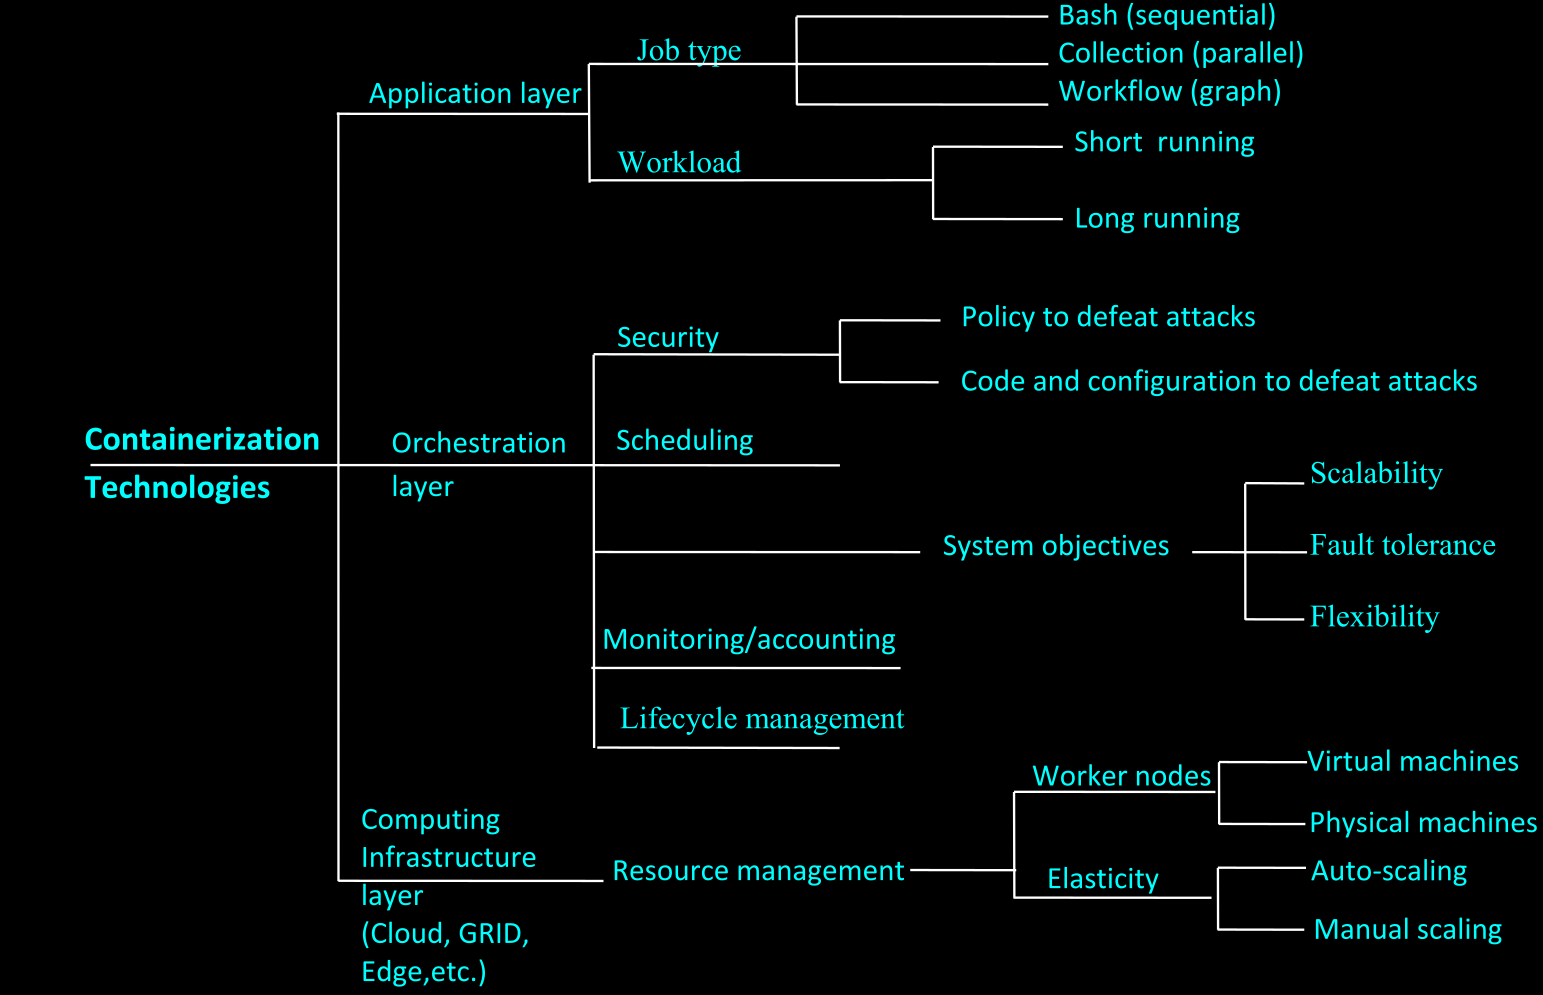 Bash (sequential)
Job type
Collection (parallel)
Application layer
Workflow (graph)
Short  running
Workload
Long running
Policy to defeat attacks
Security
Code and configuration to defeat attacks
Containerization
Technologies
Orchestration
layer
Scheduling
Scalability
System objectives
Fault tolerance
Flexibility
Monitoring/accounting
Lifecycle management
Worker nodes
Virtual machines
Physical machines
Computing
Infrastructure
layer
(Cloud, GRID,
Edge,etc.)
Resource management
Elasticity
Auto-scaling
Manual scaling